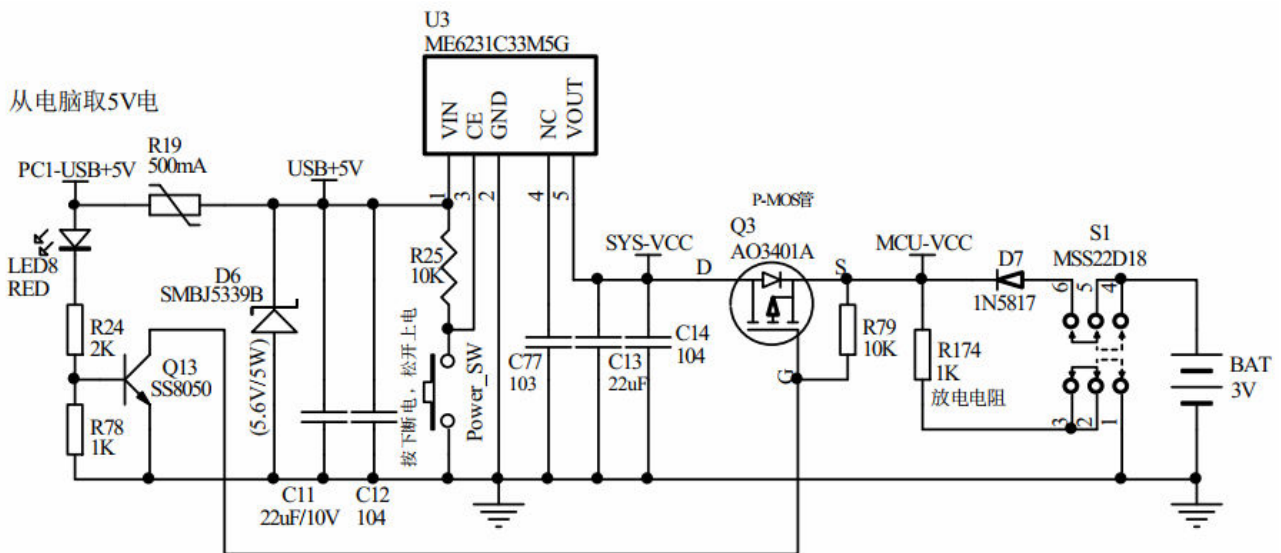 U3
ME6231C33M5G
从电脑取5V电
VIN
CE
GND
NC
VOUT
R19
500mA
PC1-USB+5V
USB+5V
1
3
2
4
5
P-MOS管
Q3
AO3401A
SYS-VCC
D
S
MCU-VCC
S1
MSS22D18
D7
1N5817
6
5
4
LED8
RED
R25
10K
D6
SMBJ5339B
R24
2K
Q13
SS8050
R78
1K
(5.6V/5W)
按下断电，松开上电
Power_SW
C77
103
C13
22uF
C14
104
G
R79
10K
R174
1K
放电电阻
BAT
3V
3
2
1
C11
22uF/10V
C12
104